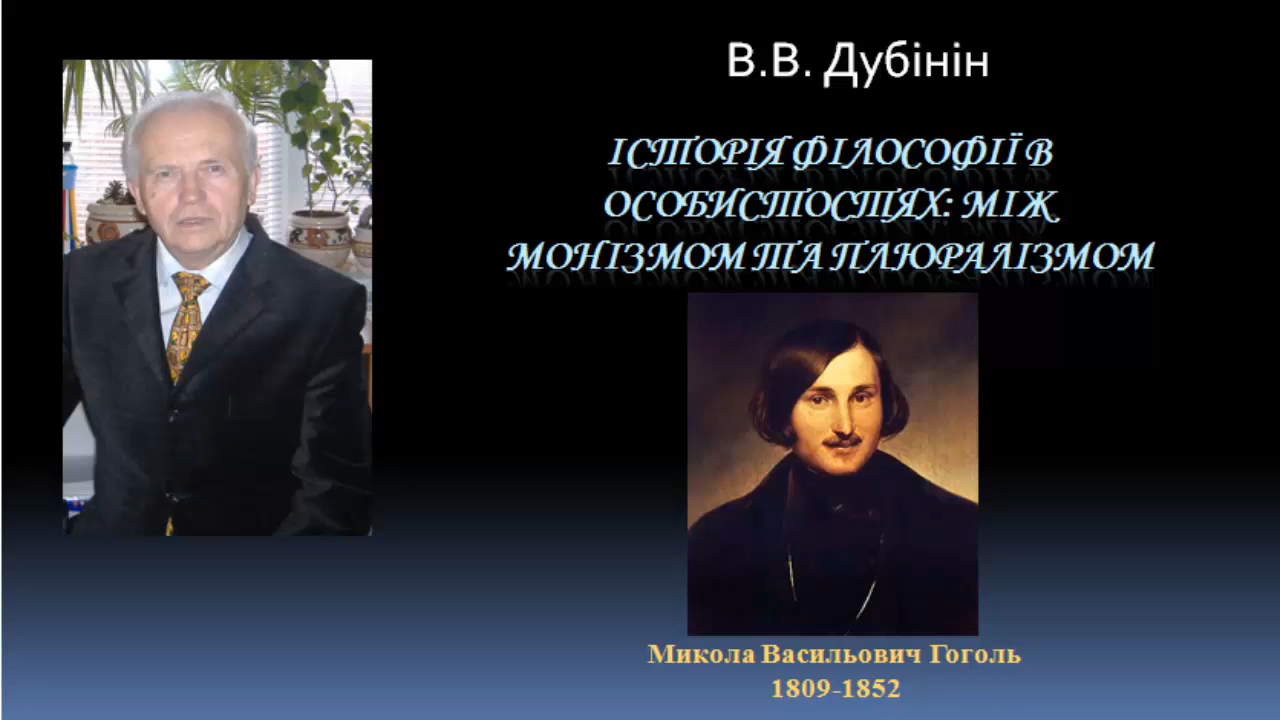 В.В. Дубінін
ІСТОРІЯ ФІЛОСОФІЇ В
ОСОБИСТОСТЯХ: МІЖ
МОНІЗМОМ ТА ПЛЮРАЛІЗМОМ
Микола Васильович Гоголь
1809-1852